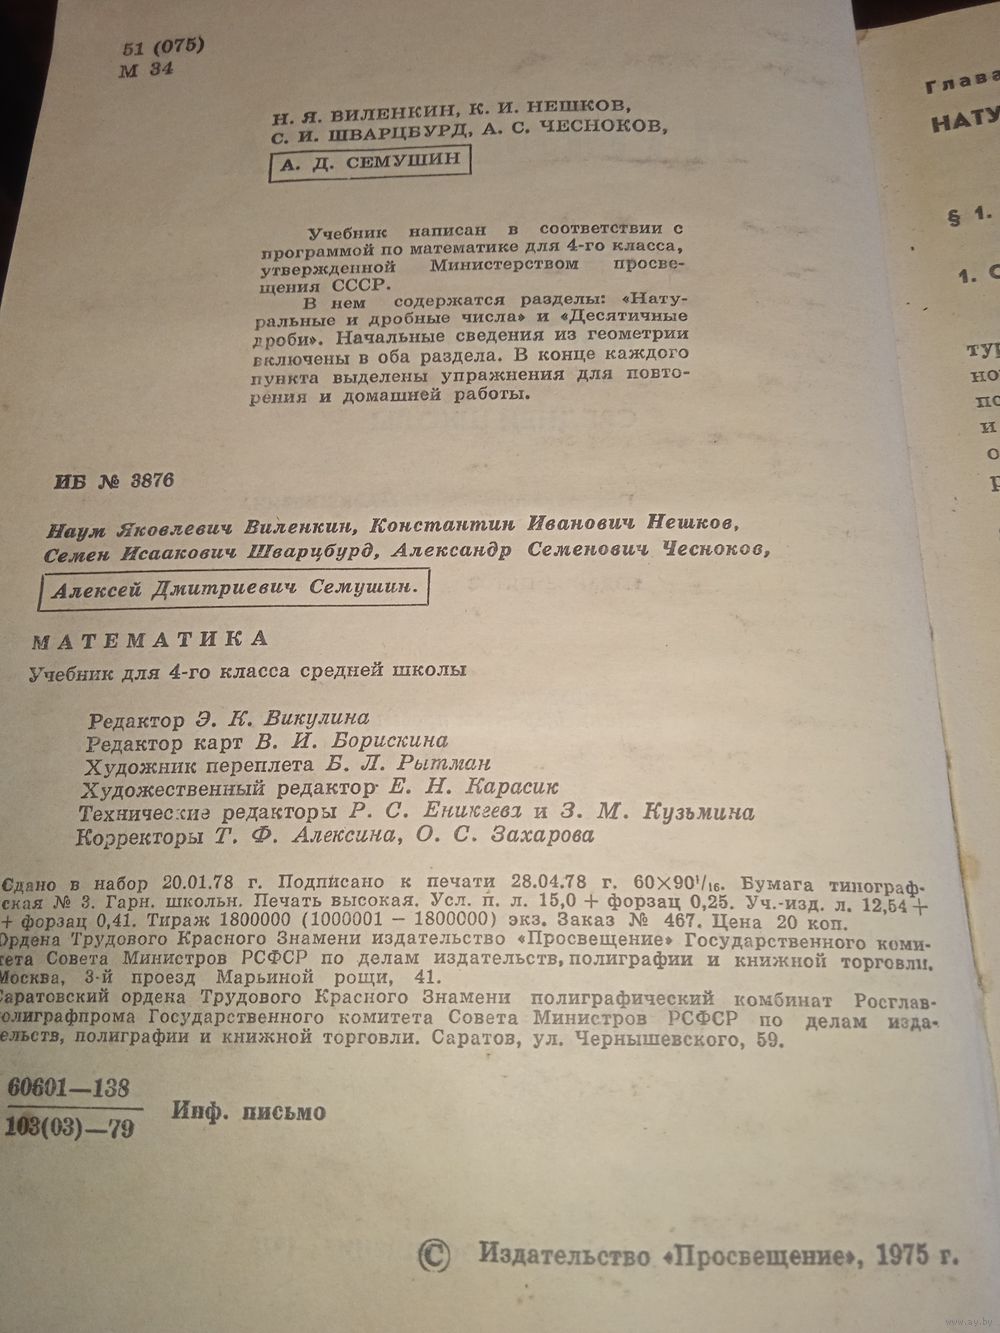 51 (075)
М 34
Н. Я. ВИЛЕНКИН, К. И. НЕШКОВ,
С. И. ШВАРЦБУРД, А. С. ЧЕСНОКОВ,
А. Д. СЕМУШИН
Учебник написан в соответствии с
программой по математике для 4-го класса,
утвержденной Министерством просве-
щения СССР.
В нем содержатся разделы: «Нату-
ральные и дробные числа» и «Десятичные
дроби». Начальные сведения из геометрии
включены в оба раздела. В конце каждого
пункта выделены упражнения для повто-
рения и домашней работы.
ИБ № 3876
Наум Яковлевич Виленкин, Константин Иванович Нешков,
Семен Исаакович Шварцбурд, Александр Семенович Чесноков,
Алексей Дмитриевич Семушин.
МАТЕМАТИКА
Учебник для 4-го класса средней школы
Редактор Э. К. Викулина
Редактор карт В. И. Борискина
Художник переплета Б. Л. Рытман
Художественный редактор Е. Н. Карасик
Технические редакторы Р. С. Еникеева и З. М. Кузьмина
Корректоры Т. Ф. Алексина, О. С. Захарова
Сдано в набор 20.01.78 г. Подписано к печати 28.04.78 г. 60×90¹/₁₆. Бумага типограф-
ская № 3. Гарн. школьн. Печать высокая. Усл. п. л. 15,0 + форзац 0,25. Уч.-изд. л. 12,54 +
+ форзац 0,41. Тираж 1800000 (1000001 — 1800000) экз. Заказ № 467. Цена 20 коп.
Ордена Трудового Красного Знамени издательство «Просвещение» Государственного коми-
тета Совета Министров РСФСР по делам издательств, полиграфии и книжной торговли.
Москва, 3-й проезд Марьиной рощи, 41.
Саратовский ордена Трудового Красного Знамени полиграфический комбинат Росглав-
олиграфпрома Государственного комитета Совета Министров РСФСР по делам изда-
ельств, полиграфии и книжной торговли. Саратов, ул. Чернышевского, 59.
60601—138
103(03)—79
Инф. письмо
© Издательство «Просвещение», 1975 г.
Глава
НАТУ
§ 1.
1. С
ту
но
по
и
о
р
www.ay.by